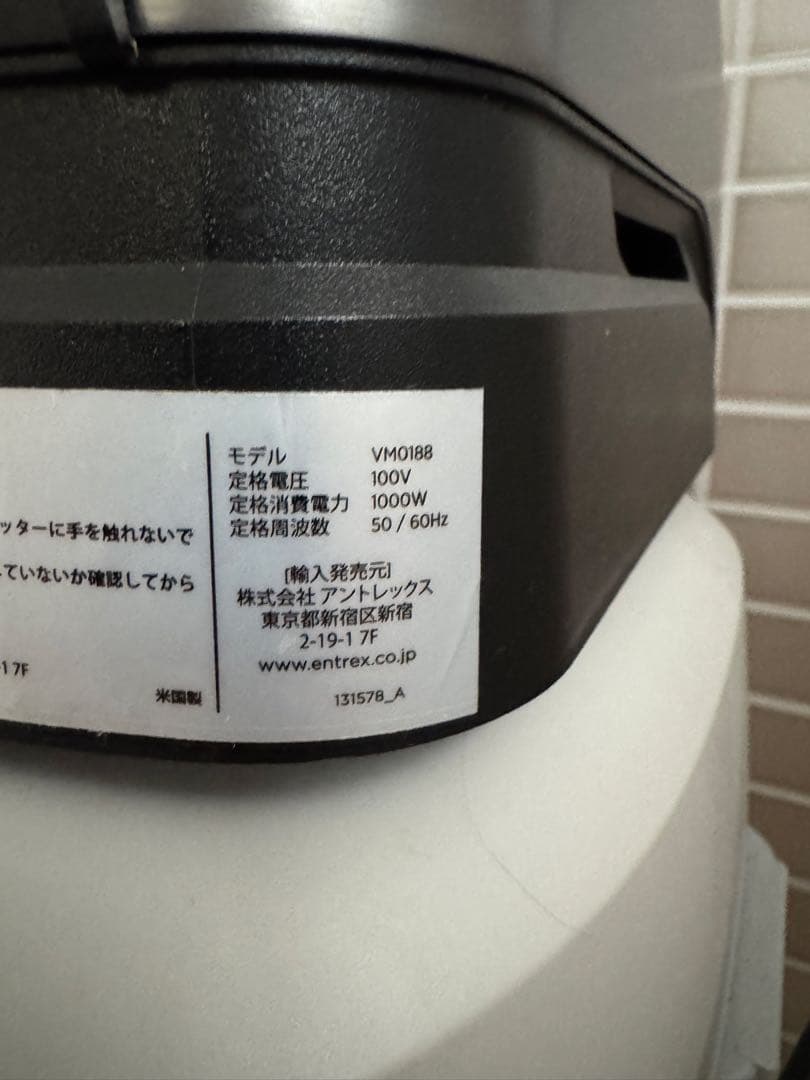 ッターに手を触れないで
ていないか確認してから
1 7F
米国製
モデル VM0188
定格電圧 100V
定格消費電力 1000W
定格周波数 50 / 60Hz
[輸入発売元]
株式会社 アントレックス
東京都新宿区新宿
2-19-1 7F
www.entrex.co.jp
131578_A